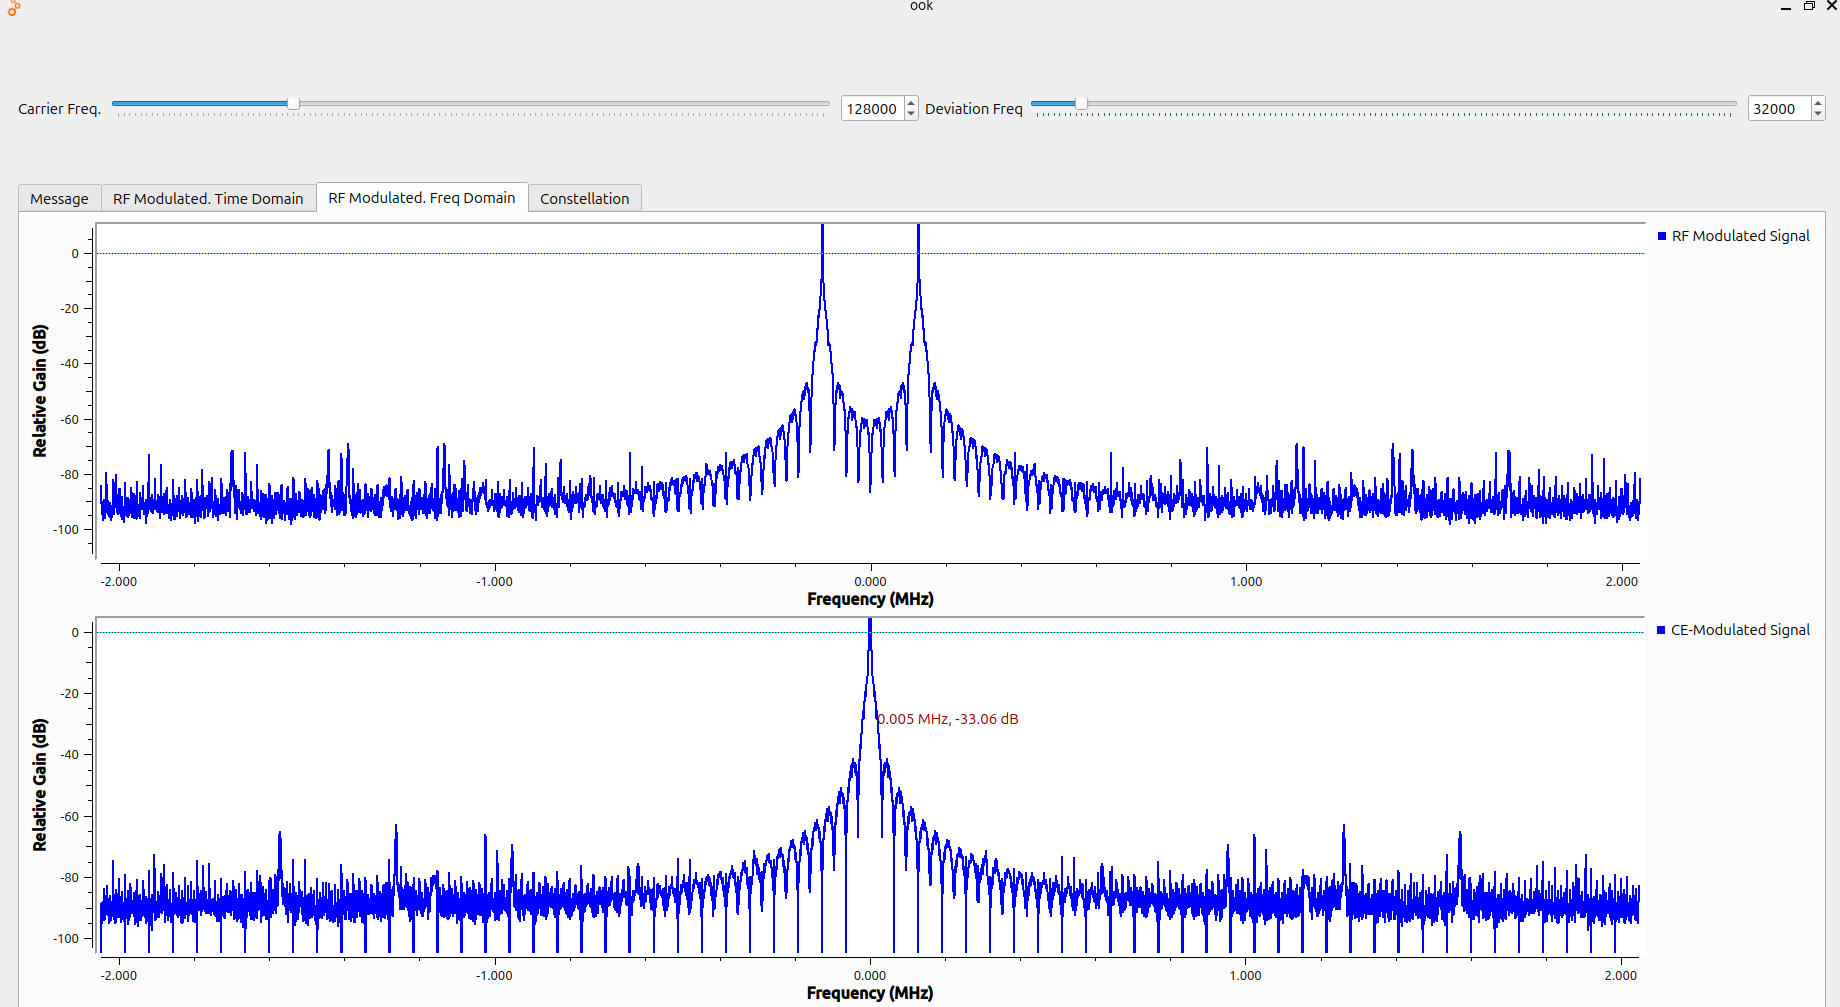 ook
Carrier Freq. 128000 Deviation Freq 32000
Message RF Modulated. Time Domain RF Modulated. Freq Domain Constellation
RF Modulated Signal
Relative Gain (dB)
0
-20
-40
-60
-80
-100
-2.000 -1.000 0.000 1.000 2.000
Frequency (MHz)
CE-Modulated Signal
Relative Gain (dB)
0
-20
-40
-60
-80
-100
0.005 MHz, -33.06 dB
-2.000 -1.000 0.000 1.000 2.000
Frequency (MHz)